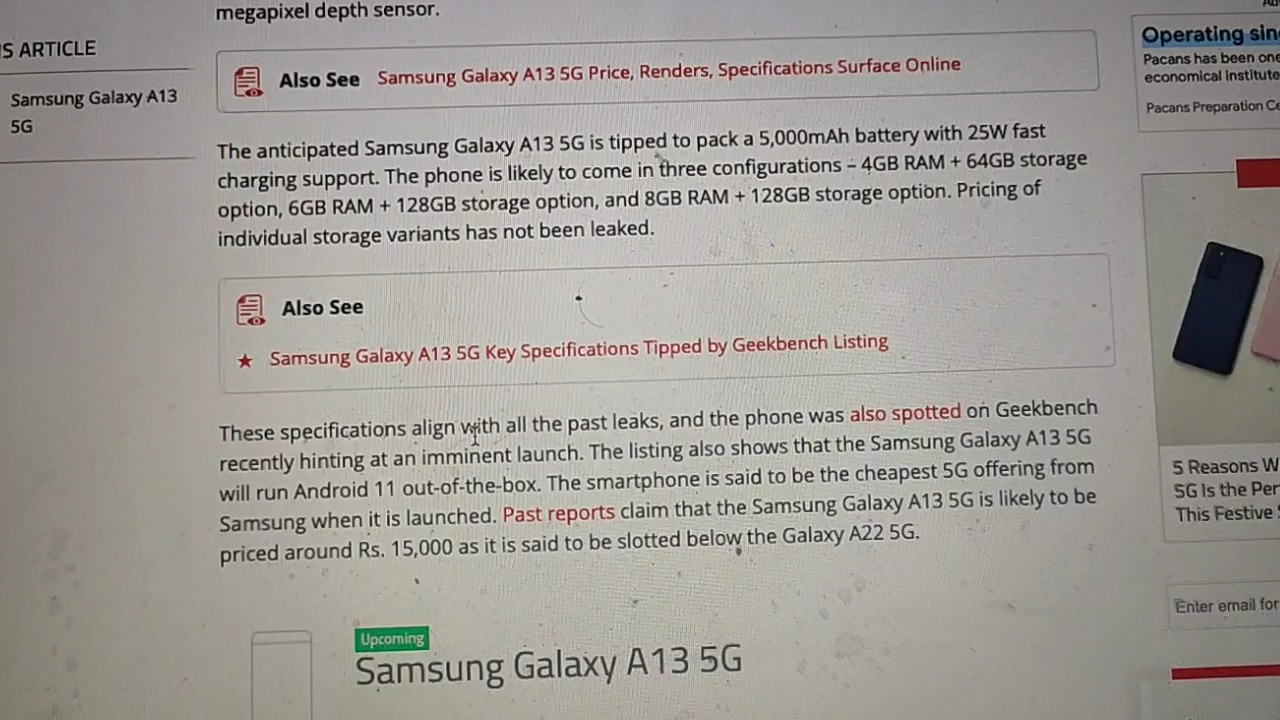 megapixel depth sensor.
S ARTICLE
Samsung Galaxy A13
5G
Also See Samsung Galaxy A13 5G Price, Renders, Specifications Surface Online
The anticipated Samsung Galaxy A13 5G is tipped to pack a 5,000mAh battery with 25W fast
charging support. The phone is likely to come in three configurations – 4GB RAM + 64GB storage
option, 6GB RAM + 128GB storage option, and 8GB RAM + 128GB storage option. Pricing of
individual storage variants has not been leaked.
Also See
★ Samsung Galaxy A13 5G Key Specifications Tipped by Geekbench Listing
These specifications align with all the past leaks, and the phone was also spotted on Geekbench
recently hinting at an imminent launch. The listing also shows that the Samsung Galaxy A13 5G
will run Android 11 out-of-the-box. The smartphone is said to be the cheapest 5G offering from
Samsung when it is launched. Past reports claim that the Samsung Galaxy A13 5G is likely to be
priced around Rs. 15,000 as it is said to be slotted below the Galaxy A22 5G.
Upcoming
Samsung Galaxy A13 5G
Operating sin
Pacans has been one
economical institute
Pacans Preparation Ce
5 Reasons W
5G Is the Per
This Festive
Enter email for